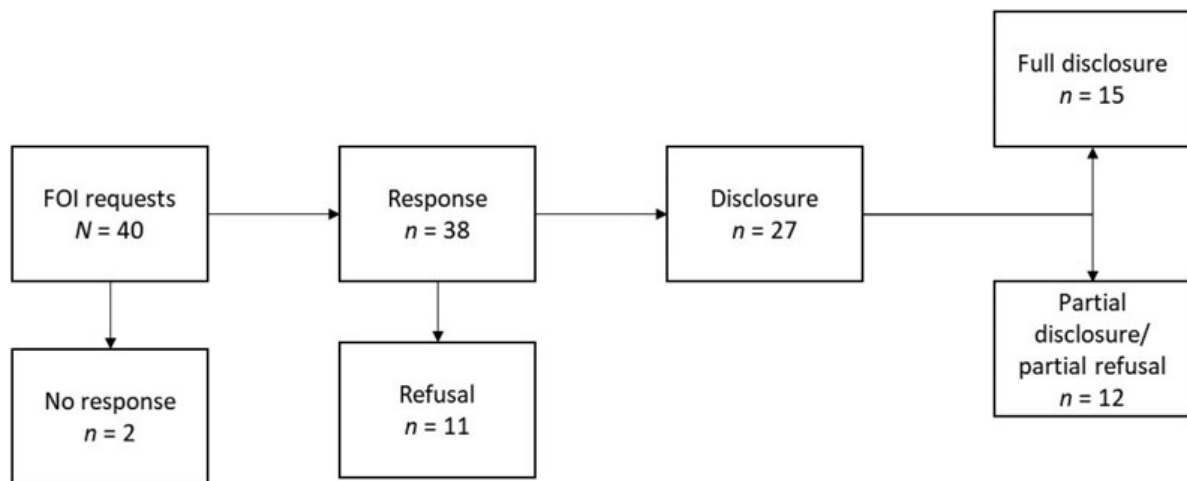 FOI requests
N = 40
No response
n = 2
Response
n = 38
Refusal
n = 11
Disclosure
n = 27
Full disclosure
n = 15
Partial
disclosure/
partial refusal
n = 12